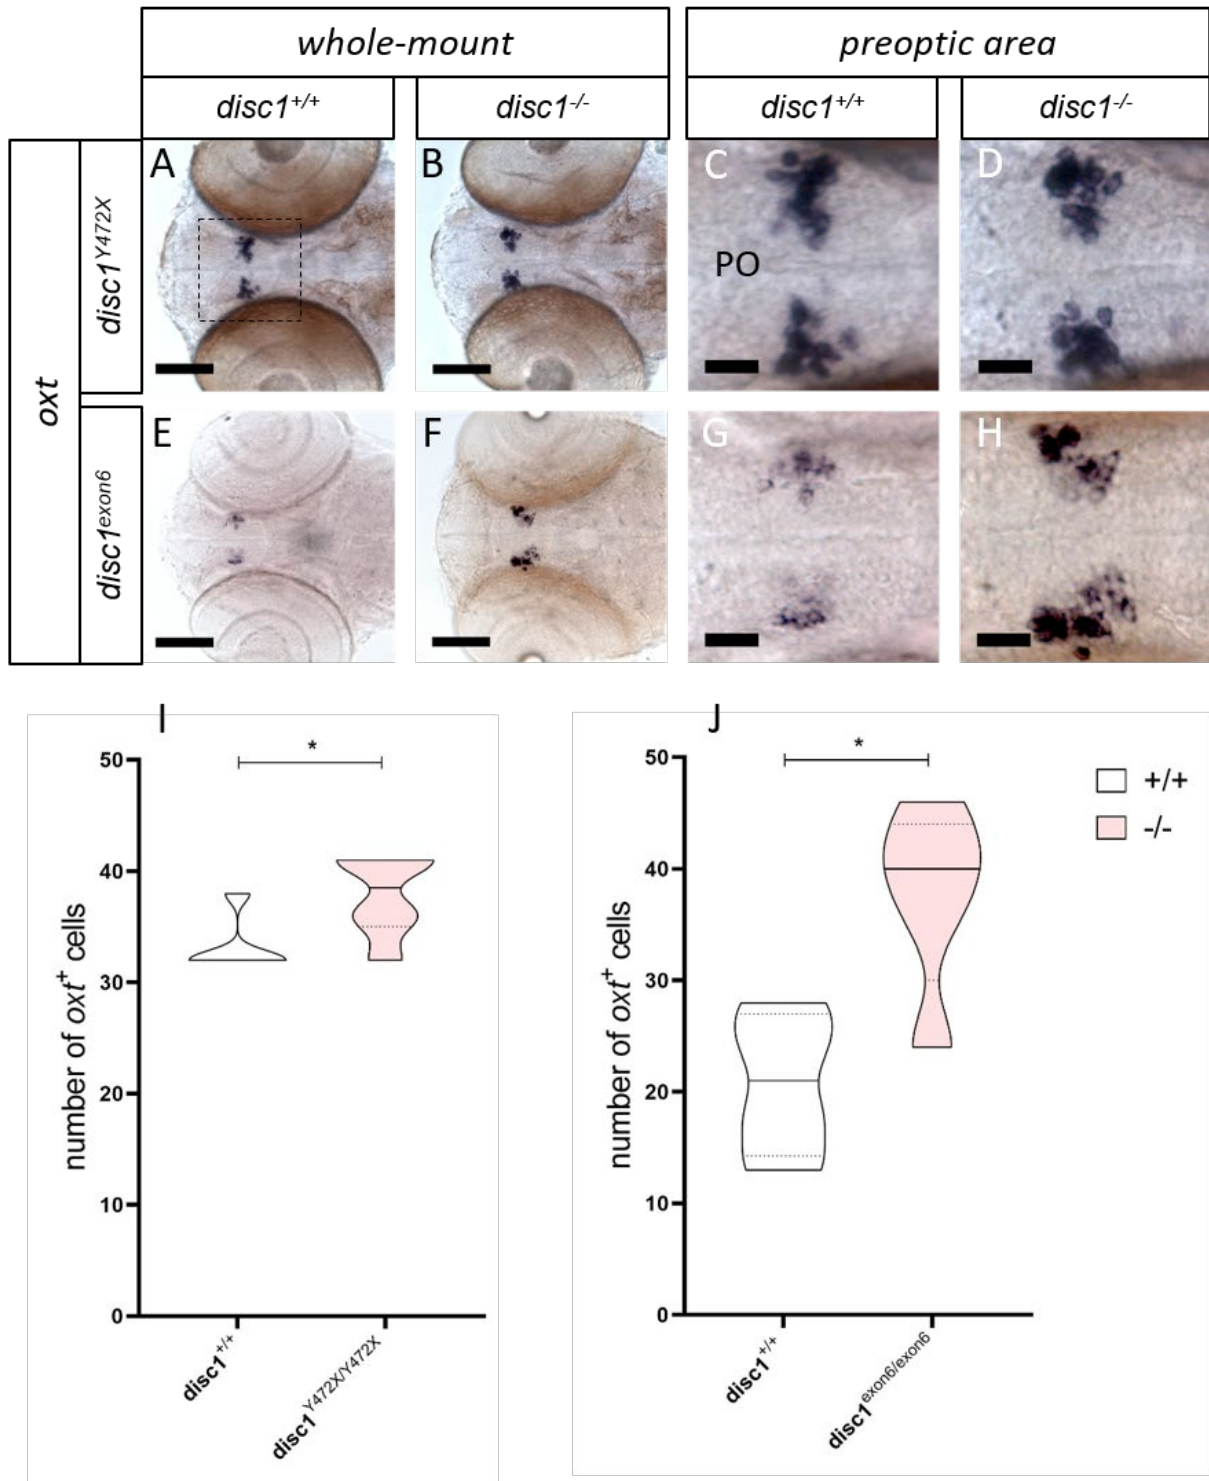 whole-mount preoptic area
disc1+/+ disc1-/- disc1+/+ disc1-/-
oxt
disc1Y472X
A B C D
PO
disc1exon6
E F G H
I J
* *
+/+
-/-
number of oxt+ cells
50
40
30
20
10
0
disc1+/+
disc1Y472X/Y472X
number of oxt+ cells
50
40
30
20
10
0
disc1+/+
disc1exon6/exon6